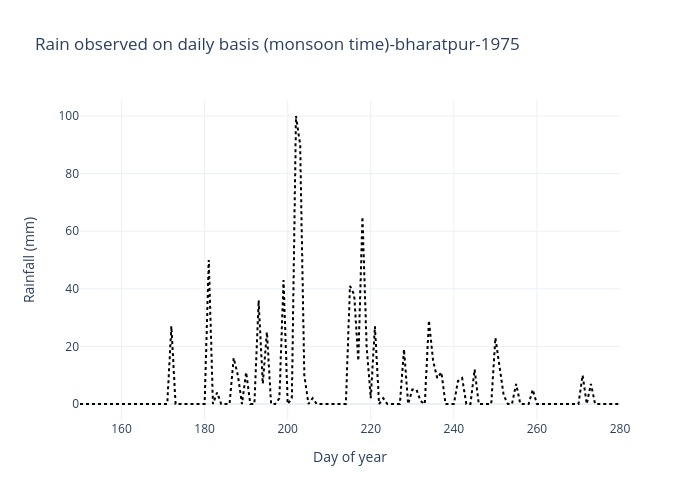 Rain observed on daily basis (monsoon time)-bharatpur-1975
100
80
60
40
20
0
Rainfall (mm)
160 180 200 220 240 260 280
Day of year